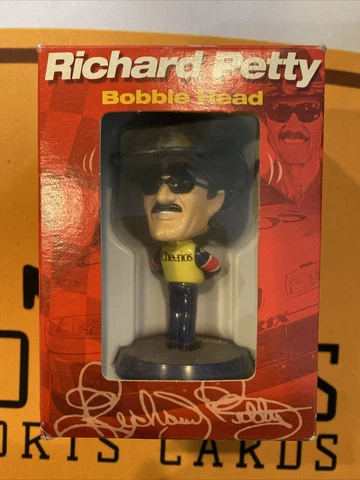 Richard Petty
Bobble Head
Cheerios
Richard Petty
ORTS CARDS